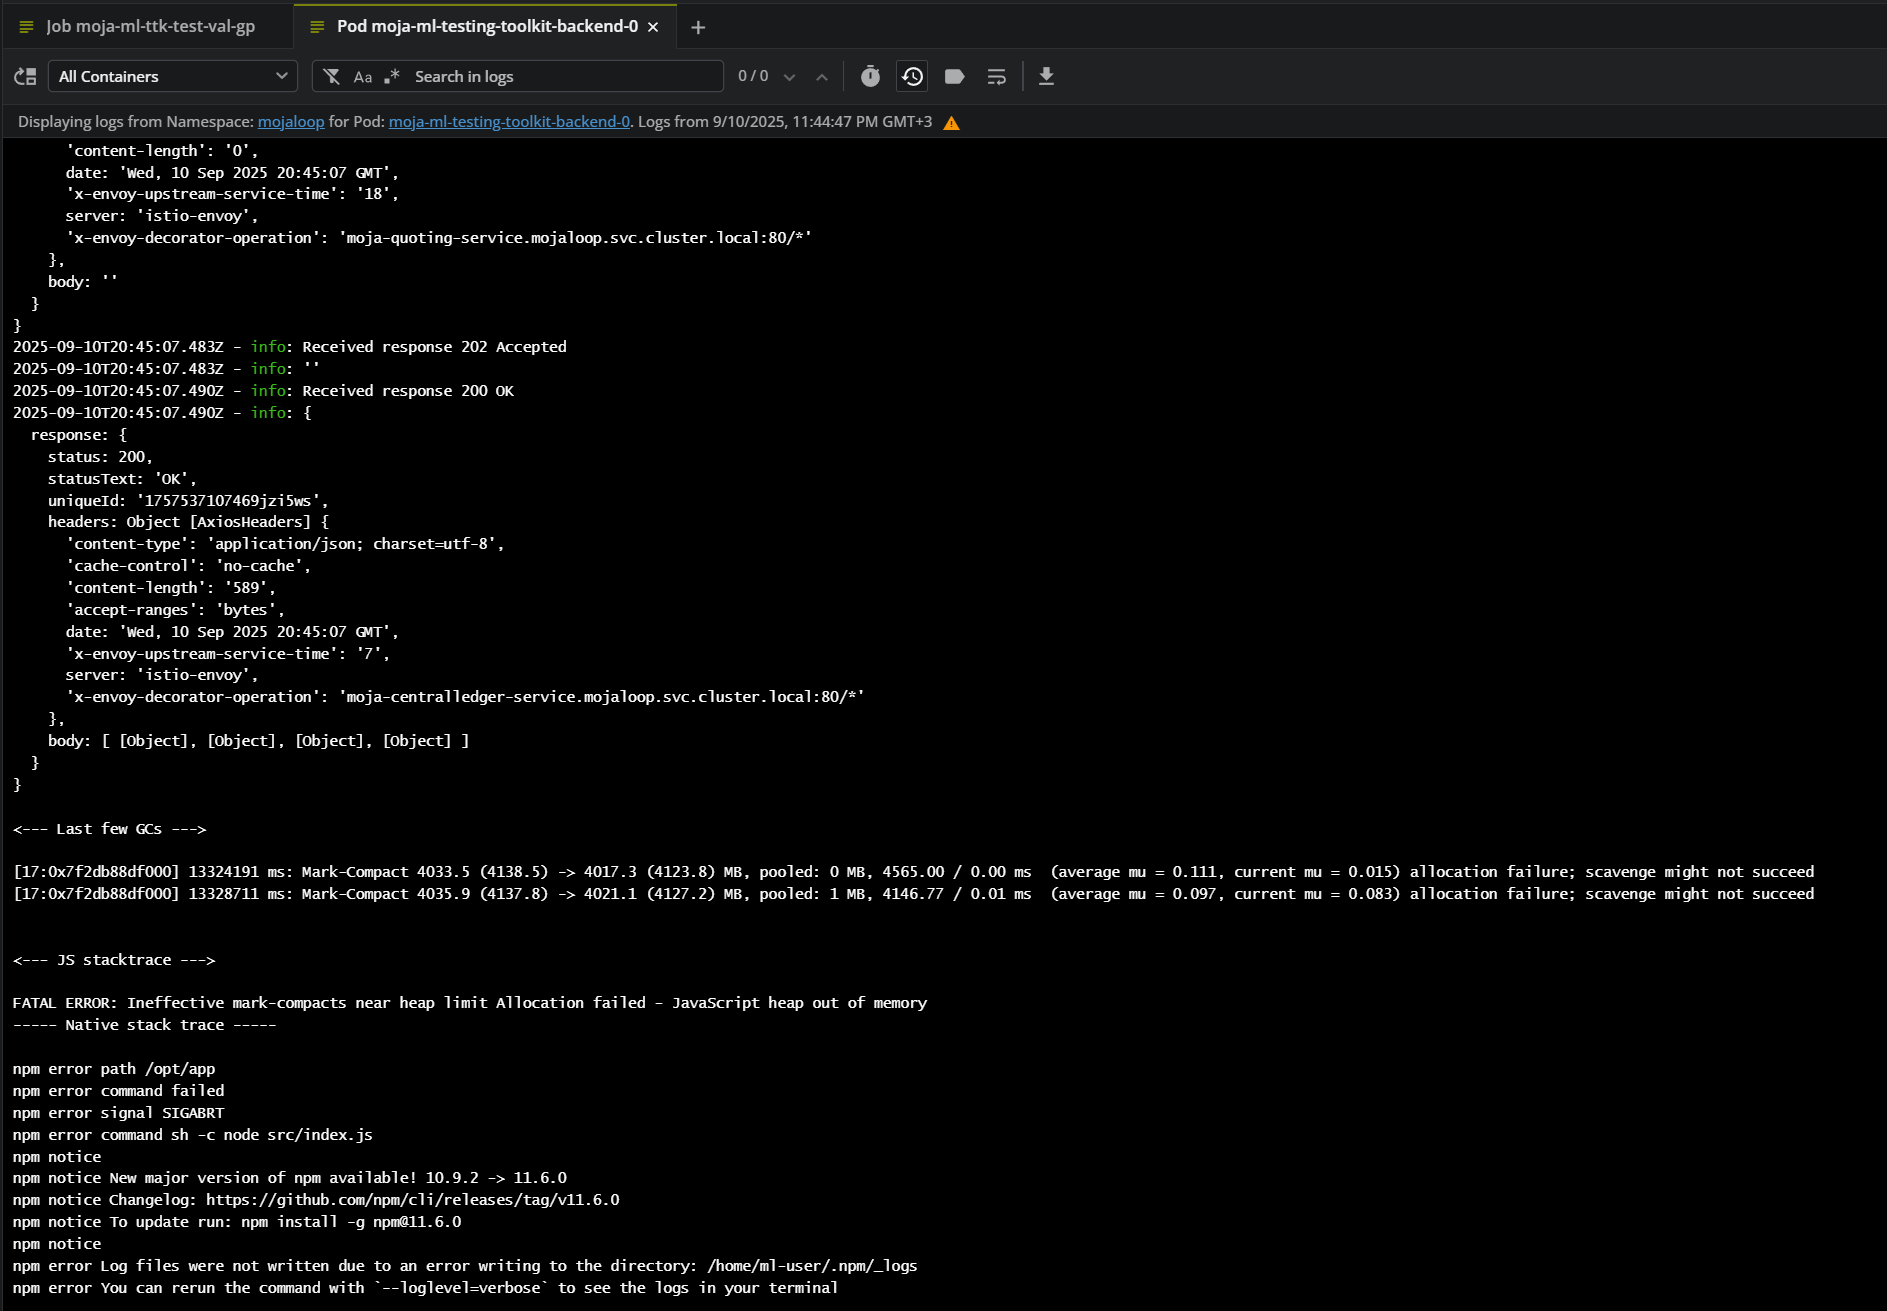 Job moja-ml-ttk-test-val-gp
Pod moja-ml-testing-toolkit-backend-0
All Containers
Aa .* Search in logs
0 / 0
Displaying logs from Namespace: mojaloop for Pod: moja-ml-testing-toolkit-backend-0. Logs from 9/10/2025, 11:44:47 PM GMT+3
      'content-length': '0',
      date: 'Wed, 10 Sep 2025 20:45:07 GMT',
      'x-envoy-upstream-service-time': '18',
      server: 'istio-envoy',
      'x-envoy-decorator-operation': 'moja-quoting-service.mojaloop.svc.cluster.local:80/*'
    },
    body: ''
  }
}
2025-09-10T20:45:07.483Z - info: Received response 202 Accepted
2025-09-10T20:45:07.483Z - info: ''
2025-09-10T20:45:07.490Z - info: Received response 200 OK
2025-09-10T20:45:07.490Z - info: {
  response: {
    status: 200,
    statusText: 'OK',
    uniqueId: '1757537107469jzi5ws',
    headers: Object [AxiosHeaders] {
      'content-type': 'application/json; charset=utf-8',
      'cache-control': 'no-cache',
      'content-length': '589',
      'accept-ranges': 'bytes',
      date: 'Wed, 10 Sep 2025 20:45:07 GMT',
      'x-envoy-upstream-service-time': '7',
      server: 'istio-envoy',
      'x-envoy-decorator-operation': 'moja-centralledger-service.mojaloop.svc.cluster.local:80/*'
    },
    body: [ [Object], [Object], [Object], [Object] ]
  }
}
<--- Last few GCs --->
[17:0x7f2db88df000] 13324191 ms: Mark-Compact 4033.5 (4138.5) -> 4017.3 (4123.8) MB, pooled: 0 MB, 4565.00 / 0.00 ms  (average mu = 0.111, current mu = 0.015) allocation failure; scavenge might not succeed
[17:0x7f2db88df000] 13328711 ms: Mark-Compact 4035.9 (4137.8) -> 4021.1 (4127.2) MB, pooled: 1 MB, 4146.77 / 0.01 ms  (average mu = 0.097, current mu = 0.083) allocation failure; scavenge might not succeed
<--- JS stacktrace --->
FATAL ERROR: Ineffective mark-compacts near heap limit Allocation failed - JavaScript heap out of memory
----- Native stack trace -----
npm error path /opt/app
npm error command failed
npm error signal SIGABRT
npm error command sh -c node src/index.js
npm notice
npm notice New major version of npm available! 10.9.2 -> 11.6.0
npm notice Changelog: https://github.com/npm/cli/releases/tag/v11.6.0
npm notice To update run: npm install -g npm@11.6.0
npm notice
npm error Log files were not written due to an error writing to the directory: /home/ml-user/.npm/_logs
npm error You can rerun the command with `--loglevel=verbose` to see the logs in your terminal